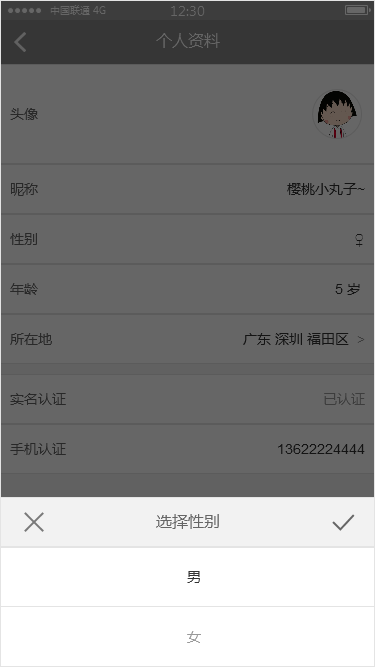 中国联通 4G 12:30
个人资料
头像
昵称 樱桃小丸子~
性别 ♀
年龄 5 岁
所在地 广东 深圳 福田区 >
实名认证 已认证
手机认证 13622224444
选择性别
男
女